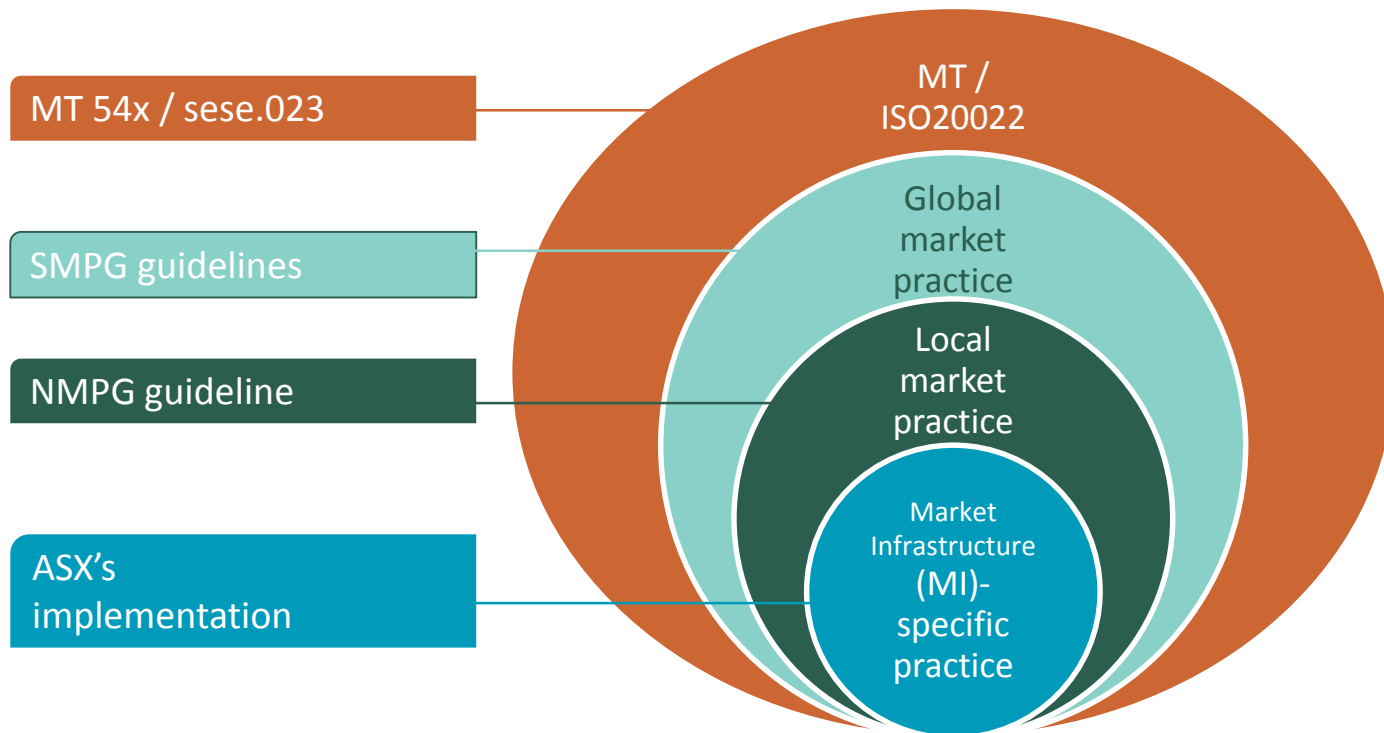 MT 54x / sese.023
SMPG guidelines
NMPG guideline
ASX’s
implementation
MT /
ISO20022
Global
market
practice
Local
market
practice
Market
Infrastructure
(MI)-
specific
practice